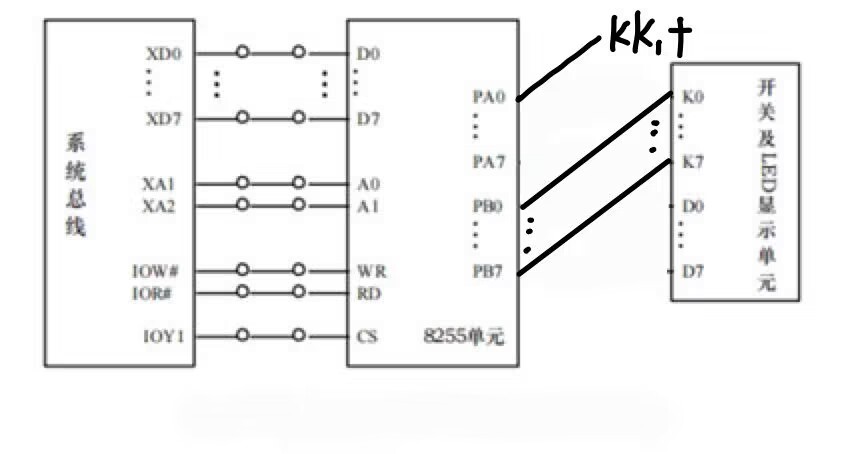 系统总线
XD0
XD7
XA1
XA2
IOW#
IOR#
IOY1
D0
D7
A0
A1
WR
RD
CS
8255单元
PA0
PA7
PB0
PB7
KK1+
K0
K7
D0
D7
开关及LED显示单元